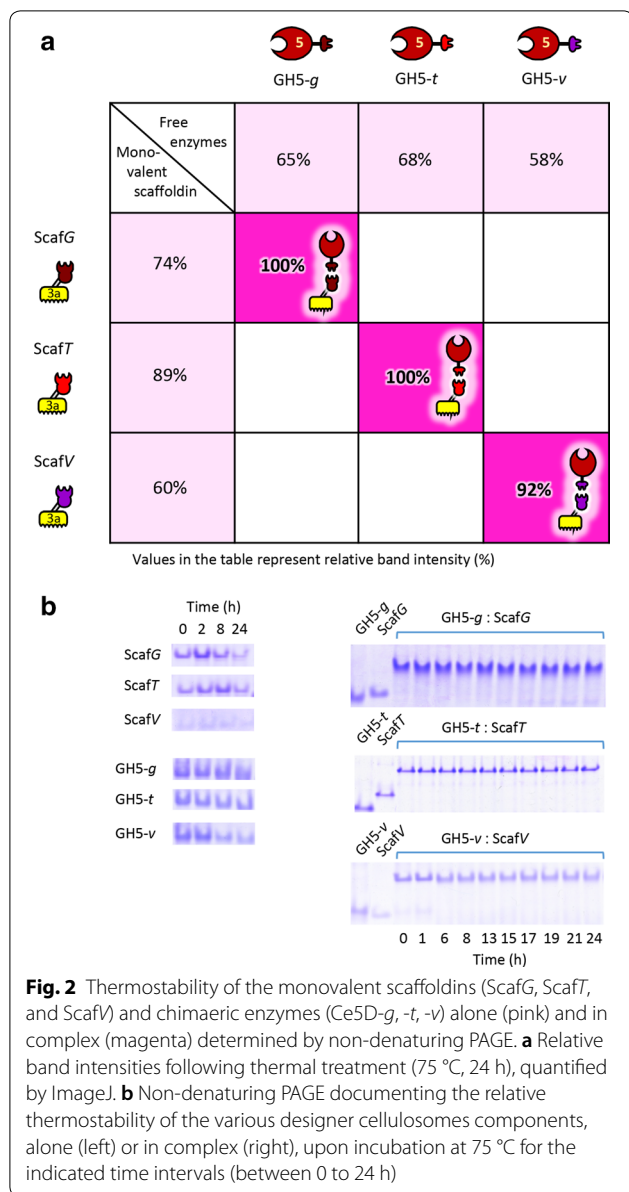 a
5 5 5
GH5-g GH5-t GH5-v
Free
enzymes
Mono-
valent
scaffoldin
65% 68% 58%
ScafG
3a
74% 100%
ScafT
3a
89% 100%
ScafV
3a
60% 92%
Values in the table represent relative band intensity (%)
b
Time (h)
0 2 8 24
ScafG
ScafT
ScafV
GH5-g
GH5-t
GH5-v
GH5-g ScafG GH5-g : ScafG
GH5-t ScafT GH5-t : ScafT
GH5-v ScafV GH5-v : ScafV
0 1 6 8 13 15 17 19 21 24
Time (h)
Fig. 2 Thermostability of the monovalent scaffoldins (ScafG, ScafT,
and ScafV) and chimaeric enzymes (Ce5D-g, -t, -v) alone (pink) and in
complex (magenta) determined by non-denaturing PAGE. a Relative
band intensities following thermal treatment (75 °C, 24 h), quantified
by ImageJ. b Non-denaturing PAGE documenting the relative
thermostability of the various designer cellulosomes components,
alone (left) or in complex (right), upon incubation at 75 °C for the
indicated time intervals (between 0 to 24 h)